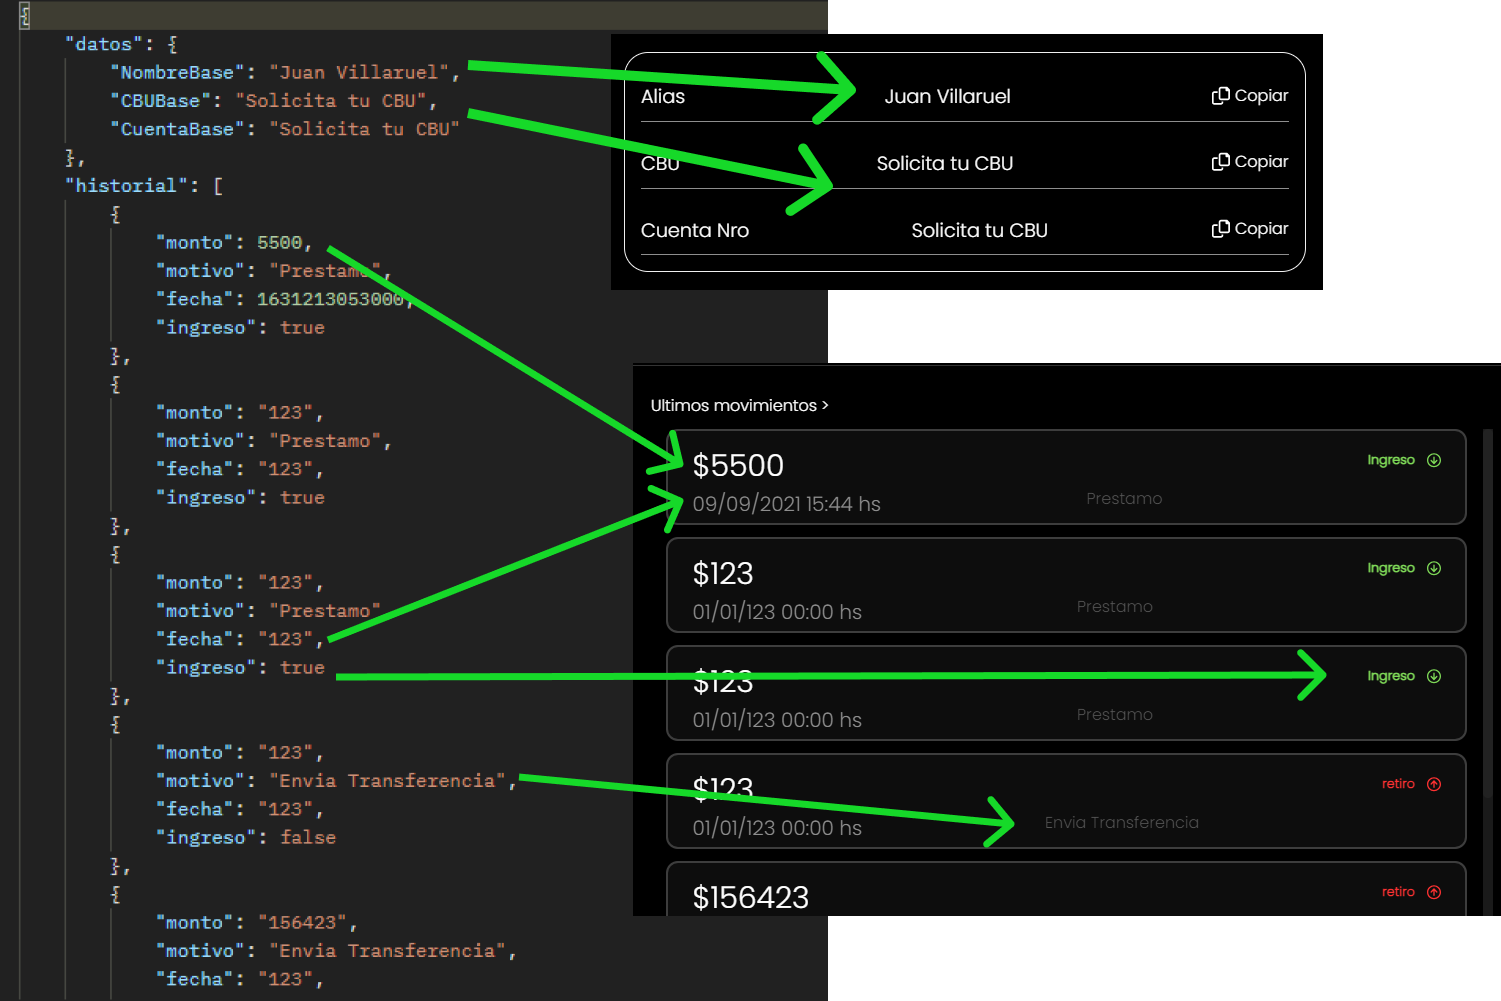 {
"datos": {
"NombreBase": "Juan Villaruel",
"CBUBase": "Solicita tu CBU",
"CuentaBase": "Solicita tu CBU"
},
"historial": [
{
"monto": 5500,
"motivo": "Prestamo",
"fecha": 1631213053000,
"ingreso": true
},
{
"monto": "123",
"motivo": "Prestamo",
"fecha": "123",
"ingreso": true
},
{
"monto": "123",
"motivo": "Prestamo"
"fecha": "123",
"ingreso": true
},
{
"monto": "123",
"motivo": "Envia Transferencia",
"fecha": "123",
"ingreso": false
},
{
"monto": "156423",
"motivo": "Envia Transferencia",
"fecha": "123",
Alias Juan Villaruel Copiar
CBU Solicita tu CBU Copiar
Cuenta Nro Solicita tu CBU Copiar
Ultimos movimientos >
$5500 Ingreso
09/09/2021 15:44 hs Prestamo
$123 Ingreso
01/01/123 00:00 hs Prestamo
$123 Ingreso
01/01/123 00:00 hs Prestamo
$123 retiro
01/01/123 00:00 hs Envia Transferencia
$156423 retiro